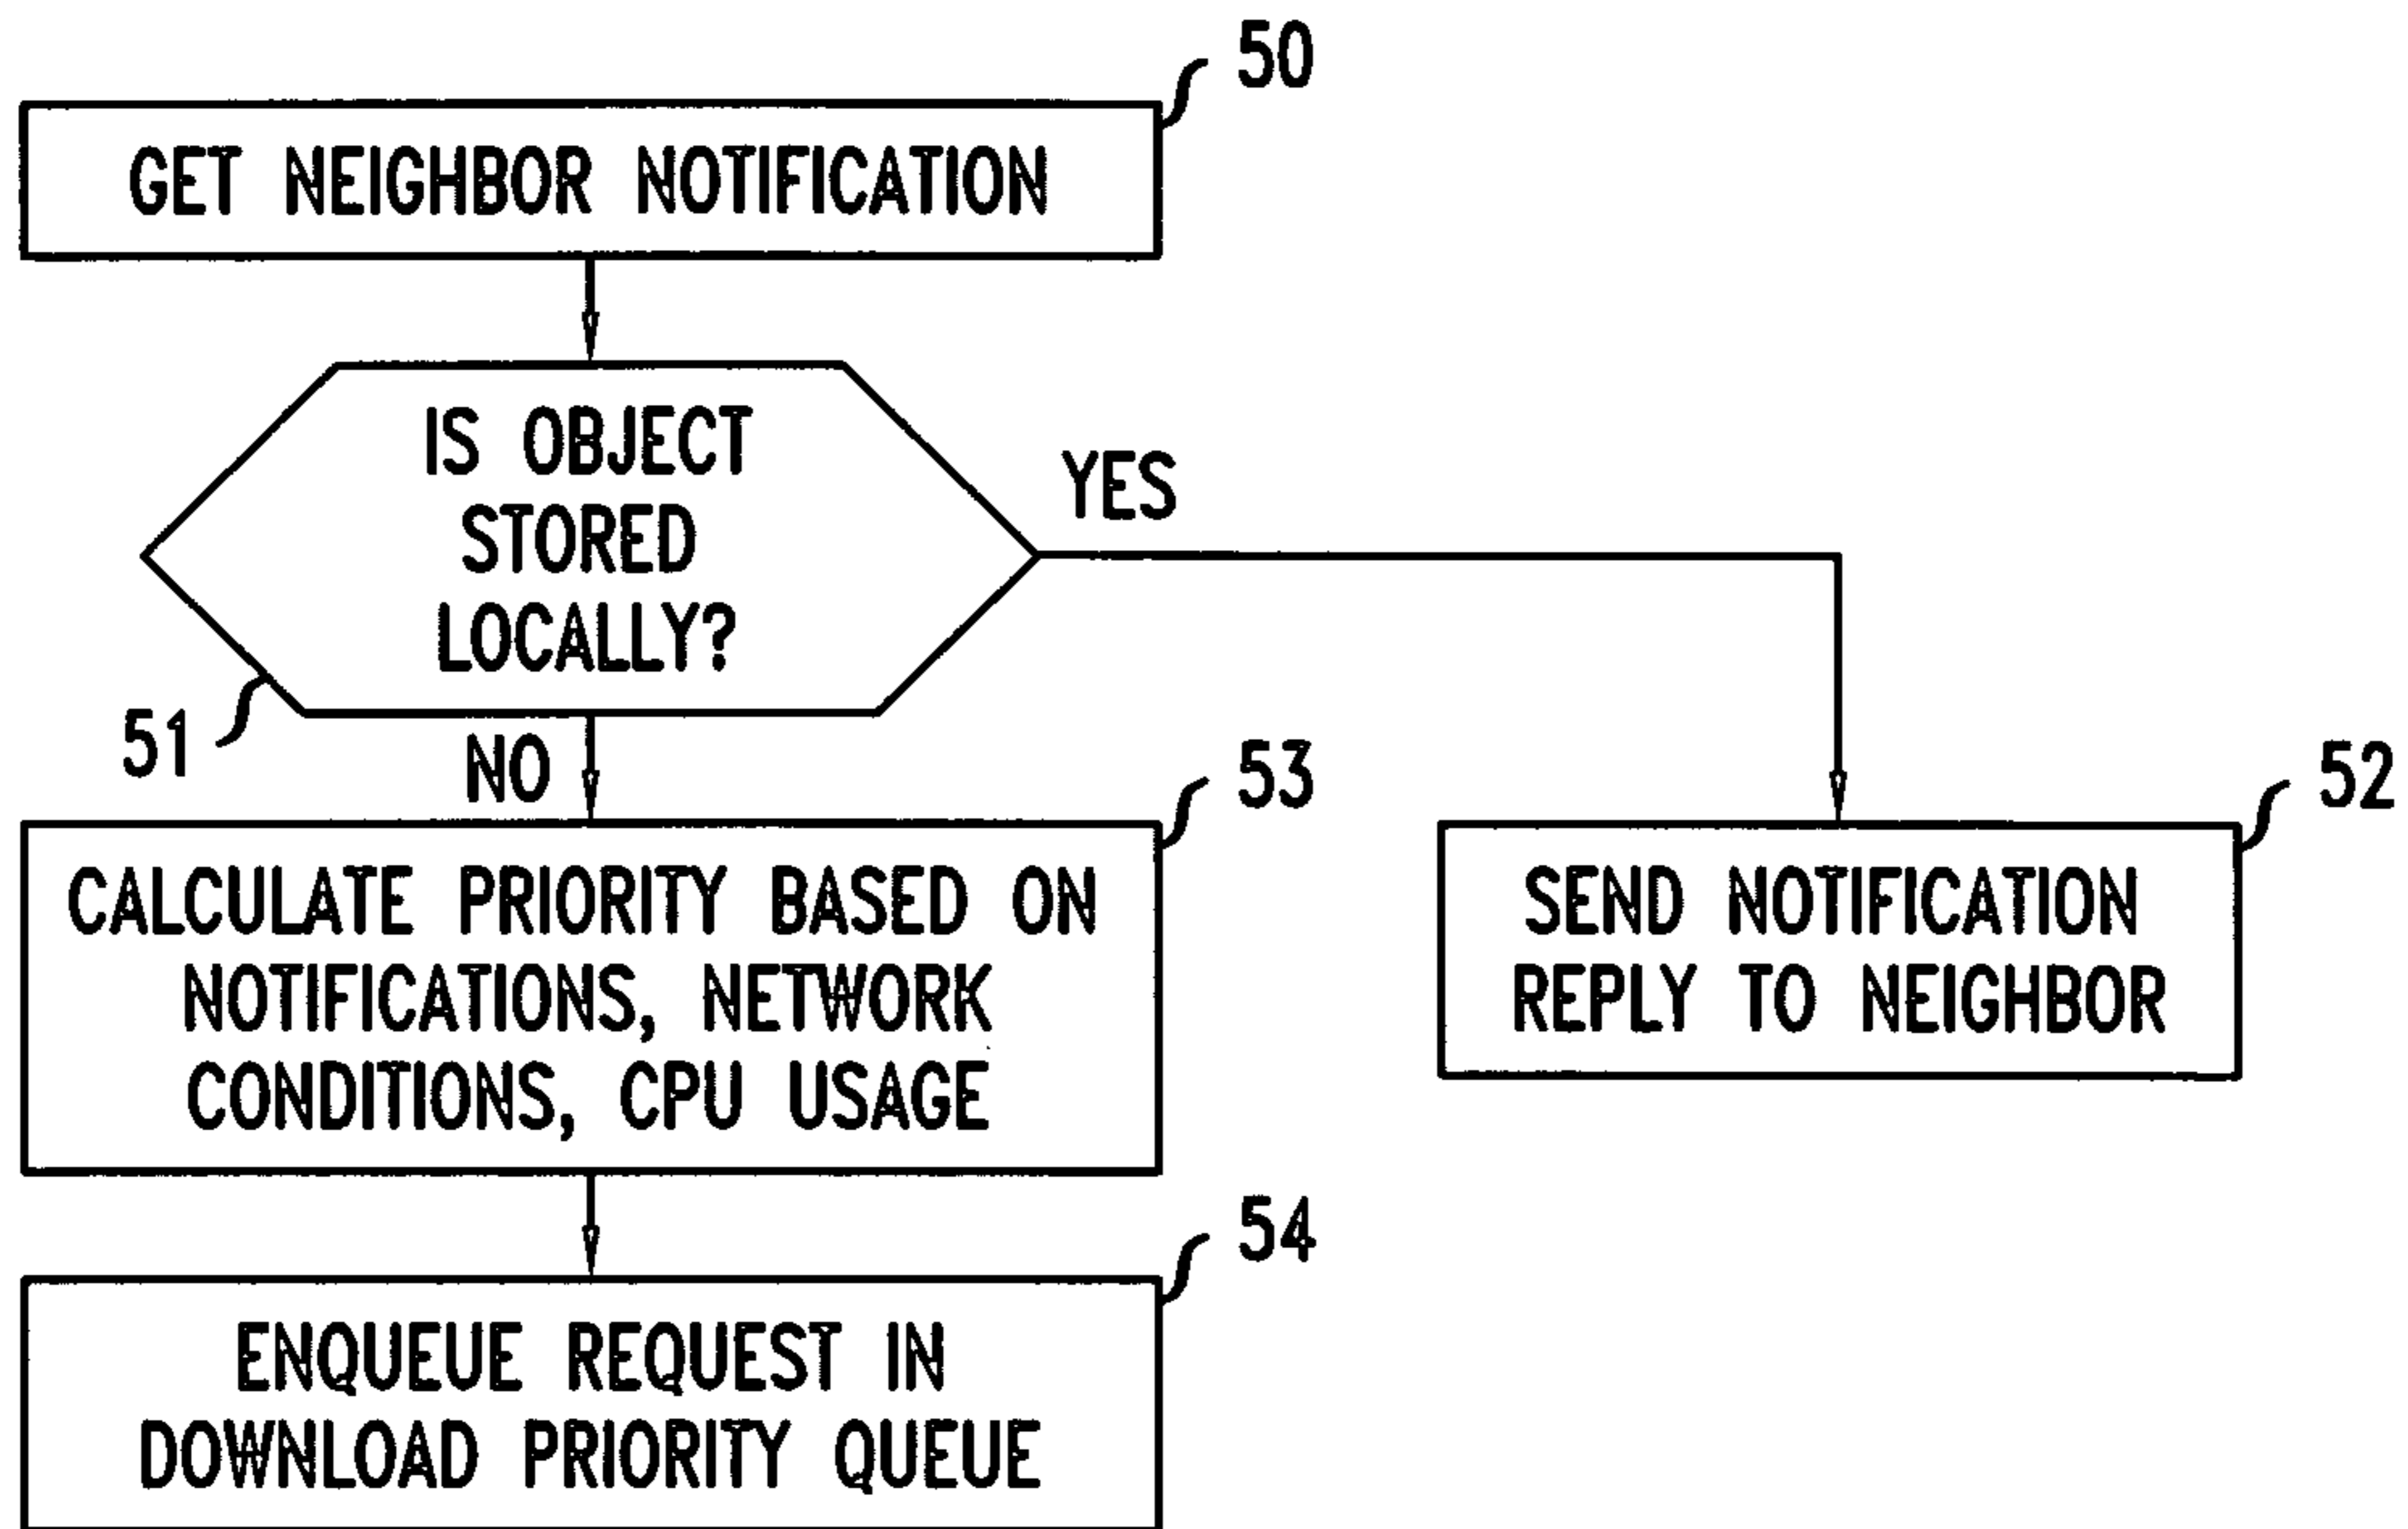 50
GET NEIGHBOR NOTIFICATION
IS OBJECT
STORED
LOCALLY?
YES
51
NO
53
52
CALCULATE PRIORITY BASED ON
NOTIFICATIONS, NETWORK
CONDITIONS, CPU USAGE
SEND NOTIFICATION
REPLY TO NEIGHBOR
54
ENQUEUE REQUEST IN
DOWNLOAD PRIORITY QUEUE